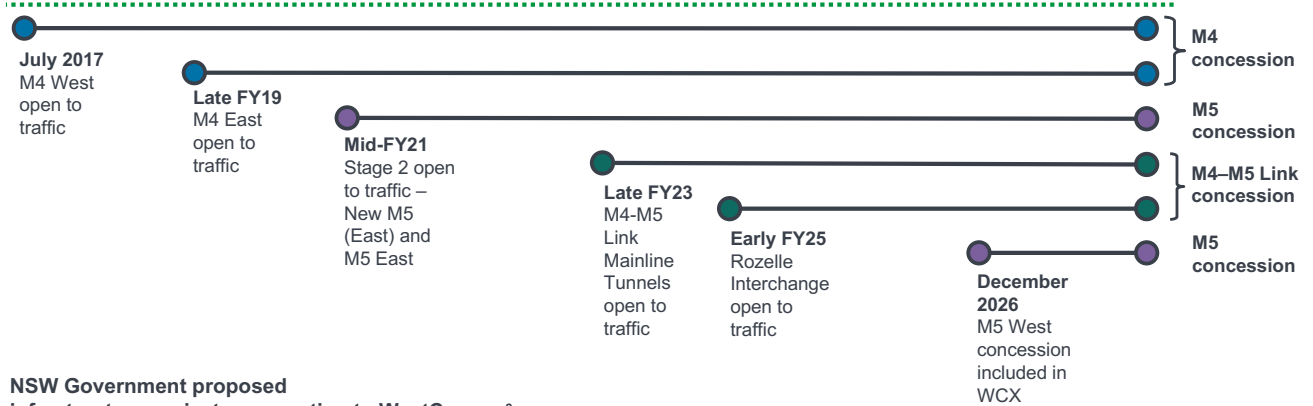 July 2017
M4 West
open to
traffic
Late FY19
M4 East
open to
traffic
Mid-FY21
Stage 2 open
to traffic –
New M5
(East) and
M5 East
Late FY23
M4-M5
Link
Mainline
Tunnels
open to
traffic
Early FY25
Rozelle
Interchange
open to
traffic
December
2026
M5 West
concession
included in
WCX
M4
concession
M5
concession
M4–M5 Link
concession
M5
concession
NSW Government proposed